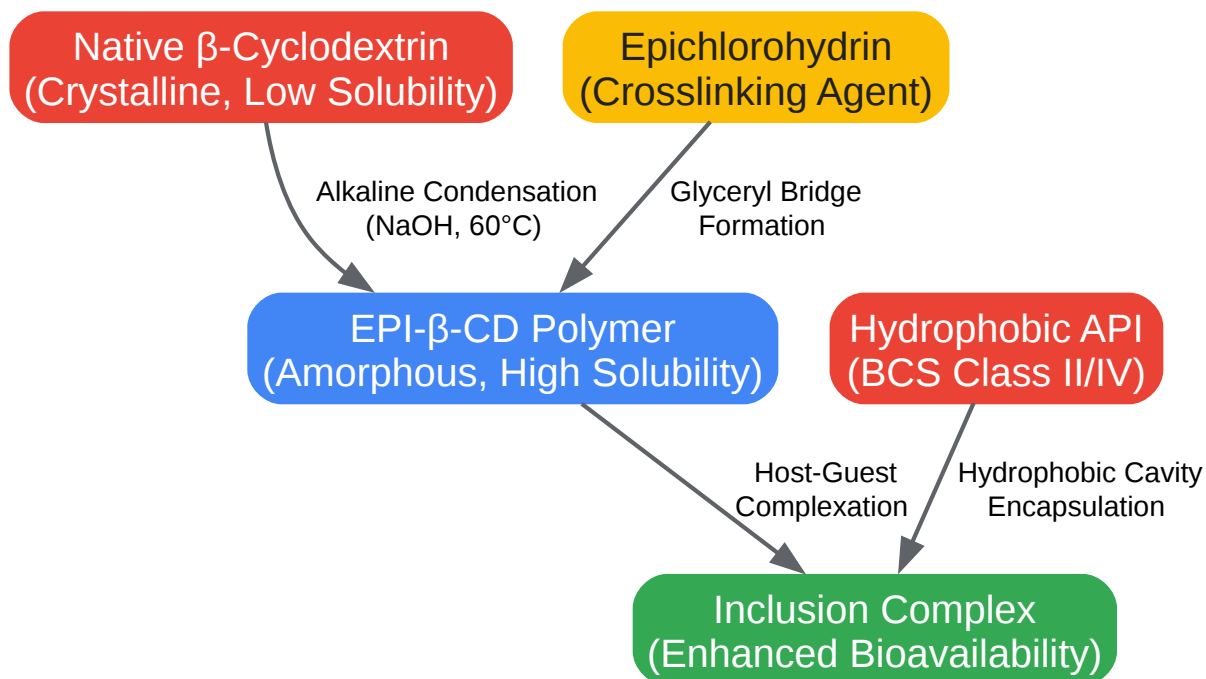 Native β-Cyclodextrin
(Crystalline, Low Solubility)
Epichlorohydrin
(Crosslinking Agent)
Alkaline Condensation
(NaOH, 60°C)
Glyceryl Bridge
Formation
EPI-β-CD Polymer
(Amorphous, High Solubility)
Hydrophobic API
(BCS Class II/IV)
Host-Guest
Complexation
Hydrophobic Cavity
Encapsulation
Inclusion Complex
(Enhanced Bioavailability)